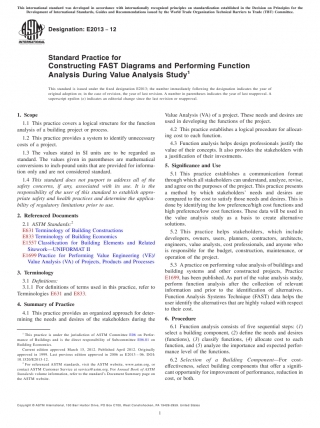 This international standard was developed in accordance with internationally recognized principles on standardization established in the Decision on Principles for the
Development of International Standards, Guides and Recommendations issued by the World Trade Organization Technical Barriers to Trade (TBT) Committee.
Designation: E2013 – 12
INTERNATIONAL
Standard Practice for
Constructing FAST Diagrams and Performing Function
Analysis During Value Analysis Study1
This standard is issued under the fixed designation E2013; the number immediately following the designation indicates the year of
original adoption or, in the case of revision, the year of last revision. A number in parentheses indicates the year of last reapproval. A
superscript epsilon (ε) indicates an editorial change since the last revision or reapproval.
1. Scope
1.1 This practice covers a logical structure for the function
analysis of a building project or process.
1.2 This practice provides a system to identify unnecessary
costs of a project.
1.3 The values stated in SI units are to be regarded as
standard. The values given in parentheses are mathematical
conversions to inch-pound units that are provided for informa-
tion only and are not considered standard.
1.4 This standard does not purport to address all of the
safety concerns, if any, associated with its use. It is the
responsibility of the user of this standard to establish appro-
priate safety and health practices and determine the applica-
bility of regulatory limitations prior to use.
2. Referenced Documents
2.1 ASTM Standards:2
E631 Terminology of Building Constructions
E833 Terminology of Building Economics
E1557 Classification for Building Elements and Related
Sitework—UNIFORMAT II
E1699 Practice for Performing Value Engineering (VE)/
Value Analysis (VA) of Projects, Products and Processes
3. Terminology
3.1 Definitions:
3.1.1 For definitions of terms used in this practice, refer to
Terminologies E631 and E833.
4. Summary of Practice
4.1 This practice provides an organized approach for deter-
mining the needs and desires of the stakeholders during the
1 This practice is under the jurisdiction of ASTM Committee E06 on Perfor-
mance of Buildings and is the direct responsibility of Subcommittee E06.81 on
Building Economics.
Current edition approved March 15, 2012. Published April 2012. Originally
approved in 1999. Last previous edition approved in 2006 as E2013 – 06. DOI:
10.1520/E2013-12.
2 For referenced ASTM standards, visit the ASTM website, www.astm.org, or
contact ASTM Customer Service at service@astm.org. For Annual Book of ASTM
Standards volume information, refer to the standard's Document Summary page on
the ASTM website.
Value Analysis (VA) of a project. These needs and desires are
used in developing the functions of the project.
4.2 This practice establishes a logical procedure for allocat-
ing cost to each function.
4.3 Function analysis helps design professionals justify the
value of their concepts. It also provides the stakeholders with
a justification of their investments.
5. Significance and Use
5.1 This practice establishes a communication format
through which all stakeholders can understand, analyze, revise,
and agree on the purposes of the project. This practice presents
a method by which stakeholders' needs and desires are
compared to the cost to satisfy those needs and desires. This is
done by identifying the low preference/high cost functions and
high preference/low cost functions. These data will be used in
the value analysis study as a basis to create alternative
solutions.
5.2 This practice helps stakeholders, which include
developers, owners, users, planners, contractors, architects,
engineers, value analysts, cost professionals, and anyone who
is responsible for the budget, construction, maintenance, or
operation of the project.
5.3 A practice on performing value analysis of buildings and
building systems and other constructed projects, Practice
E1699, has been published. As part of the value analysis study,
perform function analysis after the collection of relevant
information and prior to the identification of alternatives.
Function Analysis Systems Technique (FAST) data helps the
user identify the alternatives that are highly valued with respect
to their cost.
6. Procedure
6.1 Function analysis consists of five sequential steps: (1)
select a building component, (2) define the needs and desires
(functions), (3) classify functions, (4) allocate cost to each
function, and (5) analyze the importance and expected perfor-
mance level of the functions.
6.2 Selection of a Building Component—For cost-
effectiveness, select building components that offer a signifi-
cant opportunity for improvement of performance, reduction in
cost, or both.
Copyright © ASTM International, 100 Barr Harbor Drive, PO Box C700, West Conshohocken, PA 19428-2959. United States
1